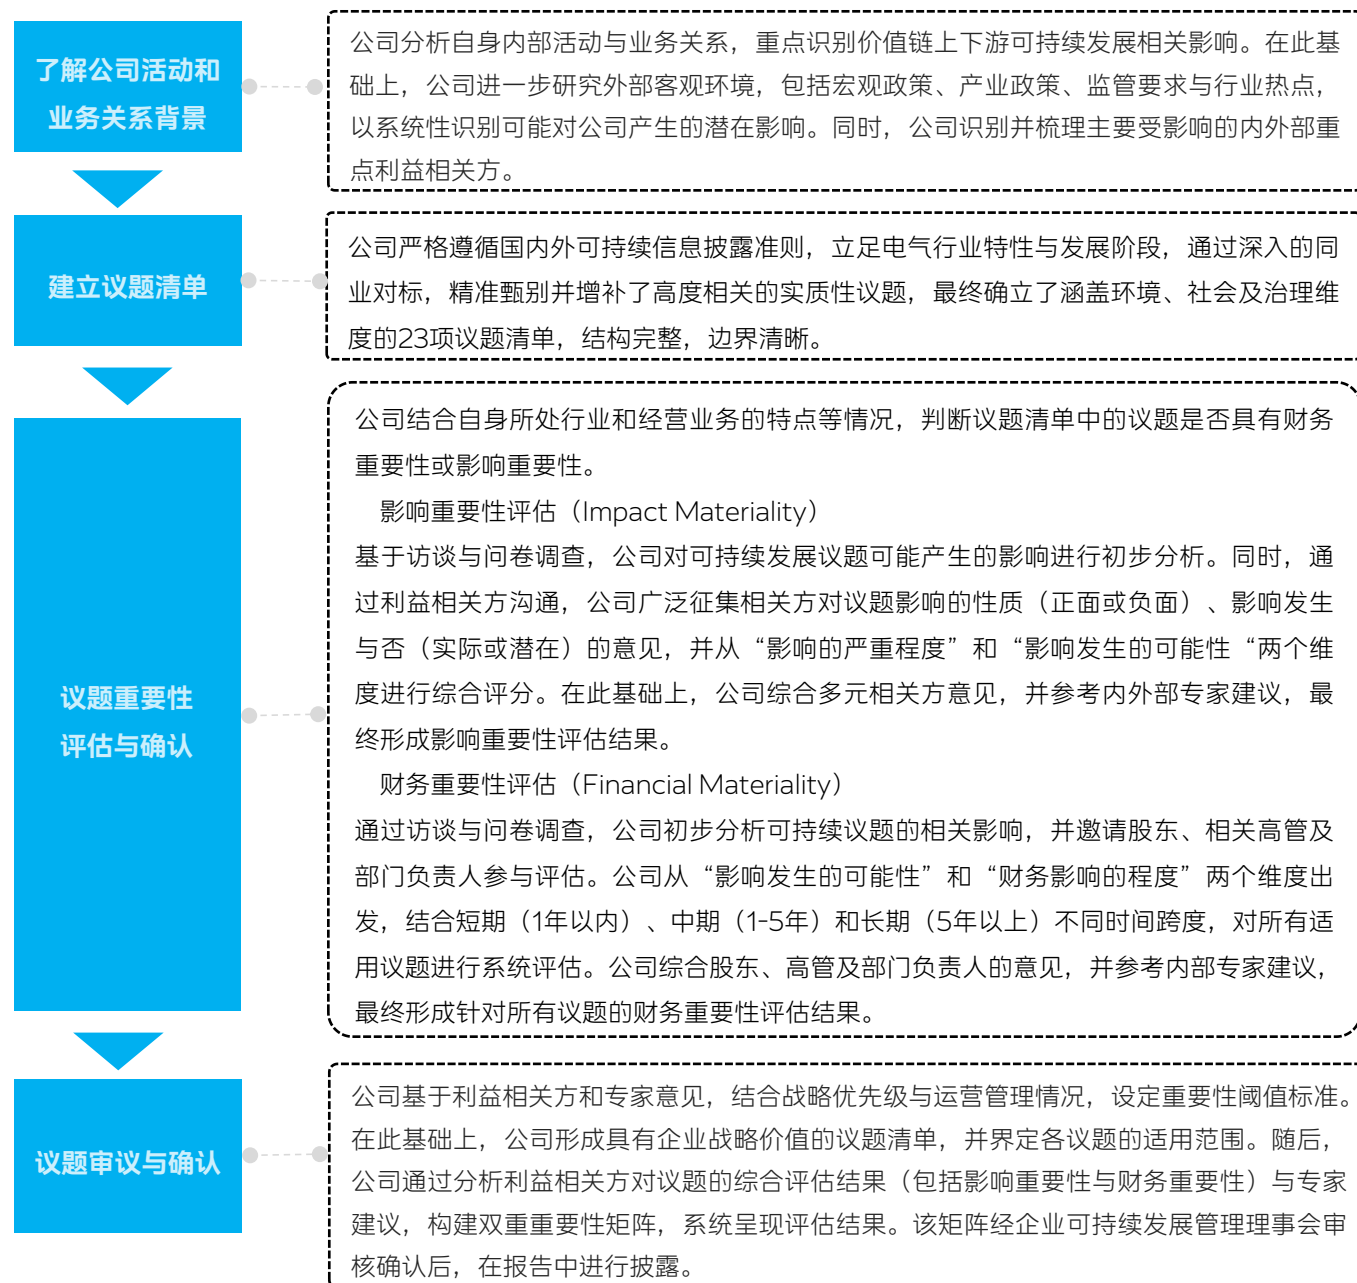 了解公司活动和
业务关系背景
公司分析自身内部活动与业务关系，重点识别价值链上下游可持续发展相关影响。在此基
础上，公司进一步研究外部客观环境，包括宏观政策、产业政策、监管要求与行业热点，
以系统性识别可能对公司产生的潜在影响。同时，公司识别并梳理主要受影响的内外部重
点利益相关方。
建立议题清单
公司严格遵循国内外可持续信息披露准则，立足电气行业特性与发展阶段，通过深入的同
业对标，精准甄别并增补了高度相关的实质性议题，最终确立了涵盖环境、社会及治理维
度的23项议题清单，结构完整，边界清晰。
议题重要性
评估与确认
公司结合自身所处行业和经营业务的特点等情况，判断议题清单中的议题是否具有财务
重要性或影响重要性。
影响重要性评估（Impact Materiality）
基于访谈与问卷调查，公司对可持续发展议题可能产生的影响进行初步分析。同时，通
过利益相关方沟通，公司广泛征集相关方对议题影响的性质（正面或负面）、影响发生
与否（实际或潜在）的意见，并从“影响的严重程度”和“影响发生的可能性“两个维
度进行综合评分。在此基础上，公司综合多元相关方意见，并参考内外部专家建议，最
终形成影响重要性评估结果。
财务重要性评估（Financial Materiality）
通过访谈与问卷调查，公司初步分析可持续议题的相关影响，并邀请股东、相关高管及
部门负责人参与评估。公司从“影响发生的可能性”和“财务影响的程度”两个维度出
发，结合短期（1年以内）、中期（1-5年）和长期（5年以上）不同时间跨度，对所有适
用议题进行系统评估。公司综合股东、高管及部门负责人的意见，并参考内部专家建议，
最终形成针对所有议题的财务重要性评估结果。
议题审议与确认
公司基于利益相关方和专家意见，结合战略优先级与运营管理情况，设定重要性阈值标准。
在此基础上，公司形成具有企业战略价值的议题清单，并界定各议题的适用范围。随后，
公司通过分析利益相关方对议题的综合评估结果（包括影响重要性与财务重要性）与专家
建议，构建双重重要性矩阵，系统呈现评估结果。该矩阵经企业可持续发展管理理事会审
核确认后，在报告中进行披露。